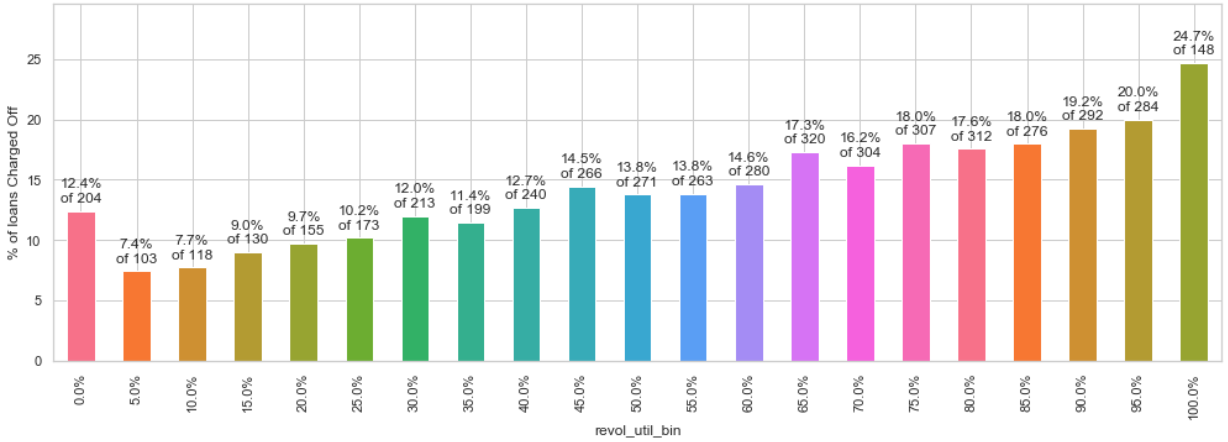 % of loans Charged Off
25
20
15
10
5
0
12.4%
of 204
7.4%
of 103
7.7%
of 118
9.0%
of 130
9.7%
of 155
10.2%
of 173
12.0%
of 213
11.4%
of 199
12.7%
of 240
14.5%
of 266
13.8%
of 271
13.8%
of 263
14.6%
of 280
17.3%
of 320
16.2%
of 304
18.0%
of 307
17.6%
of 312
18.0%
of 276
19.2%
of 292
20.0%
of 284
24.7%
of 148
0.0%
5.0%
10.0%
15.0%
20.0%
25.0%
30.0%
35.0%
40.0%
45.0%
50.0%
55.0%
60.0%
65.0%
70.0%
75.0%
80.0%
85.0%
90.0%
95.0%
100.0%
revol_util_bin